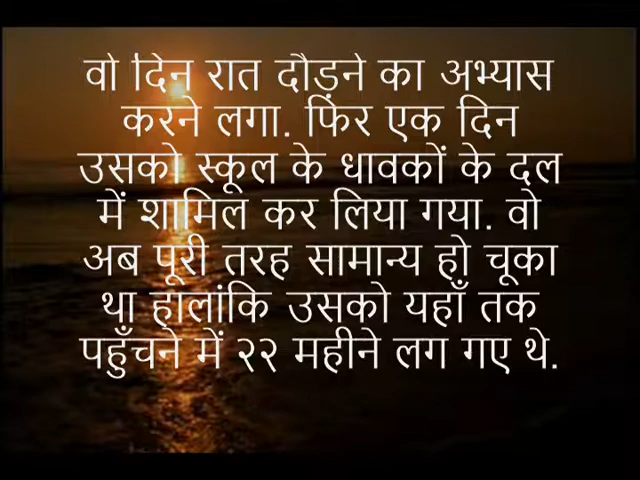 वो दिन रात दौड़ने का अभ्यास
करने लगा. फिर एक दिन
उसको स्कूल के धावकों के दल
में शामिल कर लिया गया. वो
अब पूरी तरह सामान्य हो चूका
था हालांकि उसको यहाँ तक
पहुँचने में २२ महीने लग गए थे.